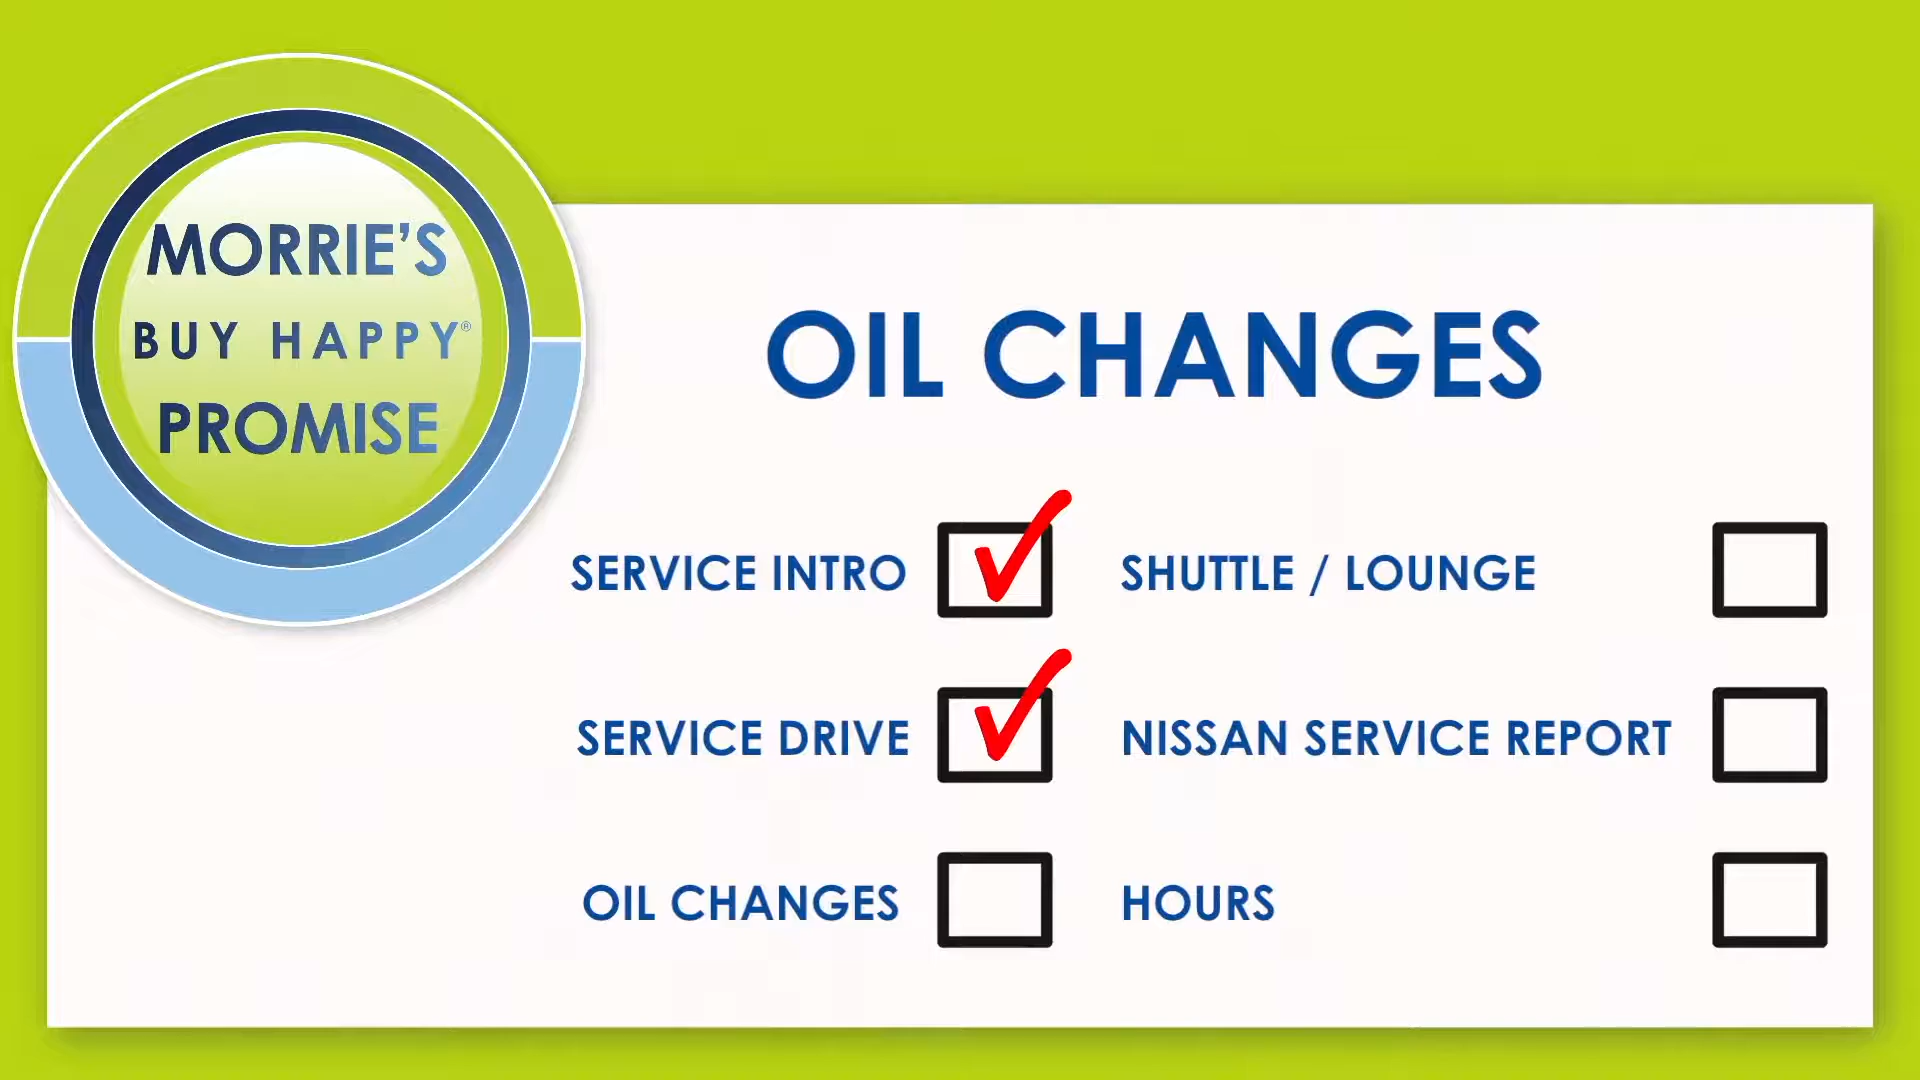 MORRIE'S
BUY HAPPY®
PROMISE
OIL CHANGES
SERVICE INTRO
SERVICE DRIVE
OIL CHANGES
SHUTTLE / LOUNGE
NISSAN SERVICE REPORT
HOURS